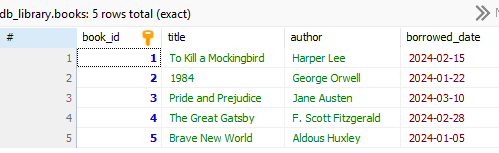 db_library.books: 5 rows total (exact)
# book_id title author borrowed_date
1 1 To Kill a Mockingbird Harper Lee 2024-02-15
2 2 1984 George Orwell 2024-01-22
3 3 Pride and Prejudice Jane Austen 2024-03-10
4 4 The Great Gatsby F. Scott Fitzgerald 2024-02-28
5 5 Brave New World Aldous Huxley 2024-01-05